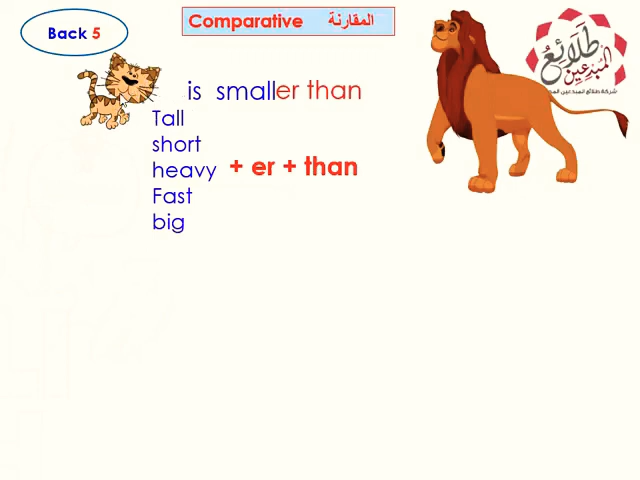 Back 5
Comparative المقارنة
طلائع
المبدعين
is smaller than
Tall
short
heavy + er + than
Fast
big